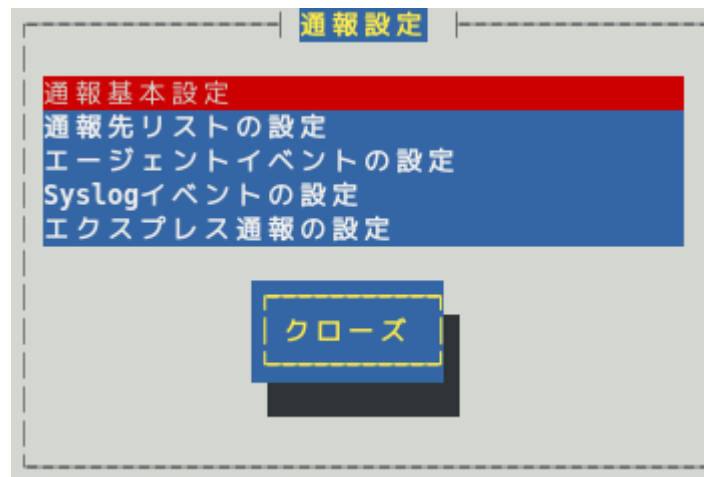 通報設定
通報基本設定
通報先リストの設定
エージェントイベントの設定
Syslogイベントの設定
エクスプレス通報の設定
クローズ